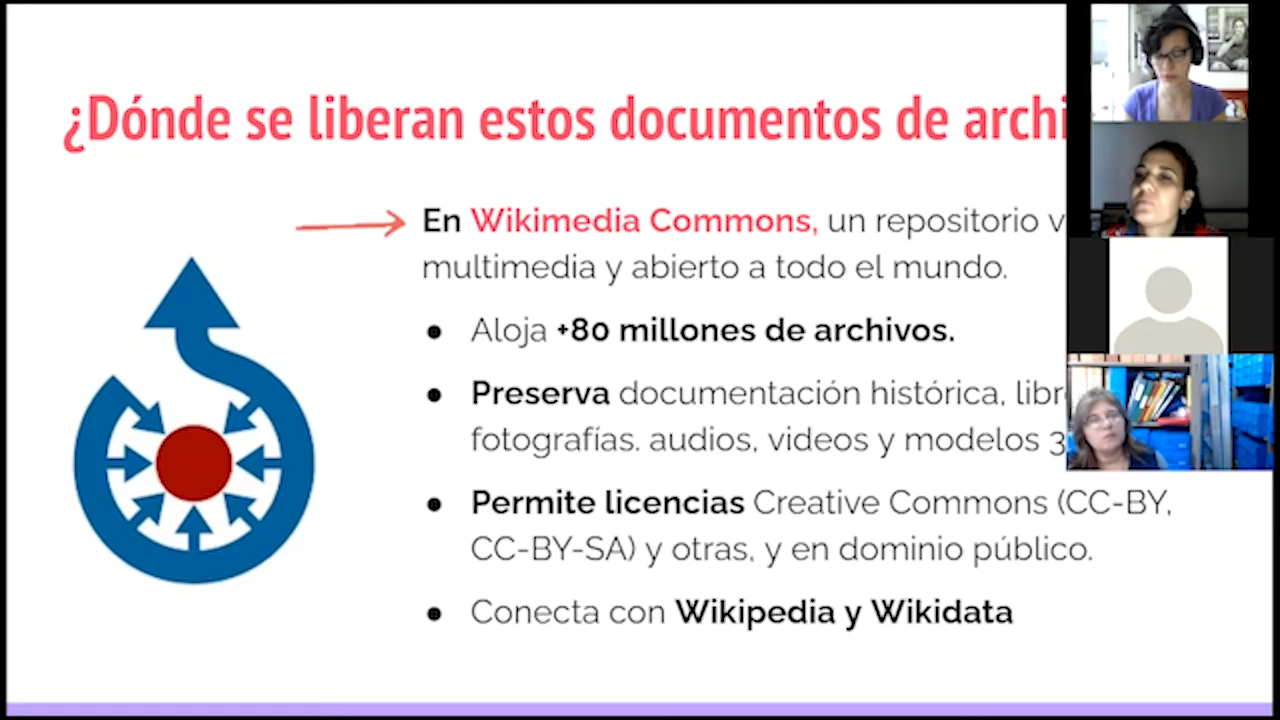 ¿Dónde se liberan estos documentos de archi
En Wikimedia Commons, un repositorio v
multimedia y abierto a todo el mundo.
● Aloja +80 millones de archivos.
● Preserva documentación histórica, libr
fotografías. audios, videos y modelos 3
● Permite licencias Creative Commons (CC-BY,
CC-BY-SA) y otras, y en dominio público.
● Conecta con Wikipedia y Wikidata